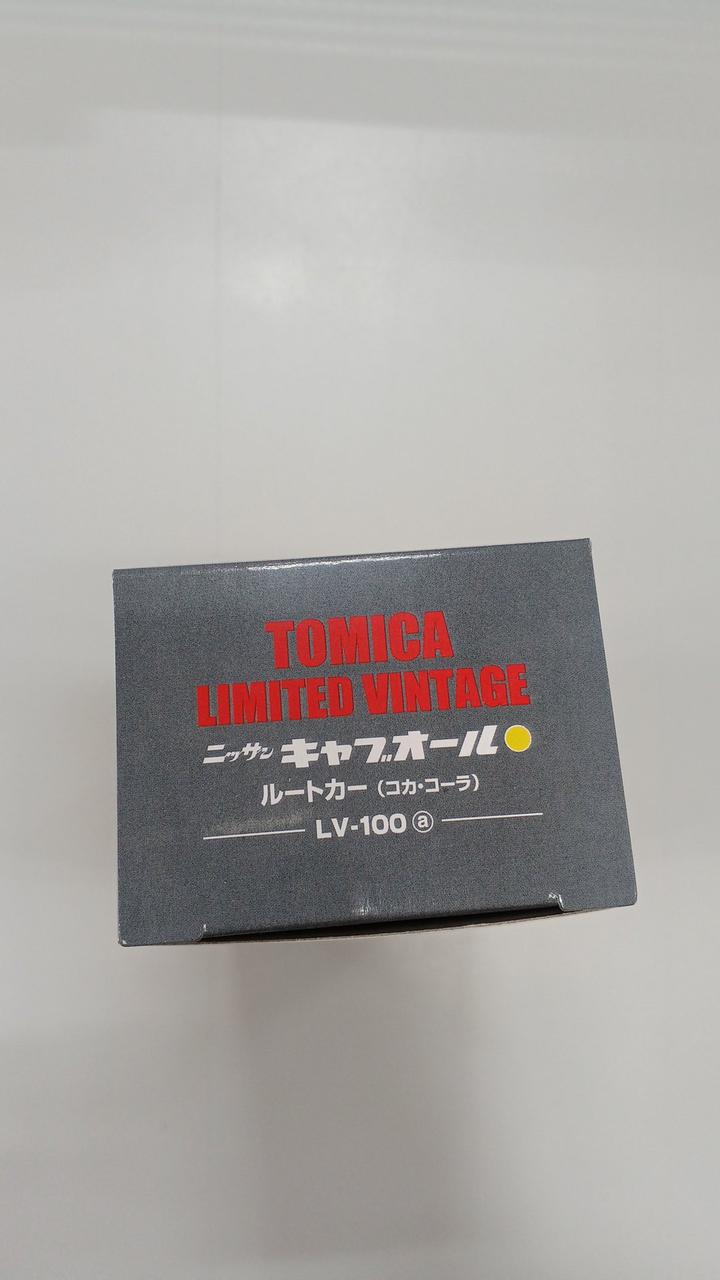 TOMICA
LIMITED VINTAGE
ニッサン キャブオール
ルートカー (コカ・コーラ)
LV-100 ⓐ